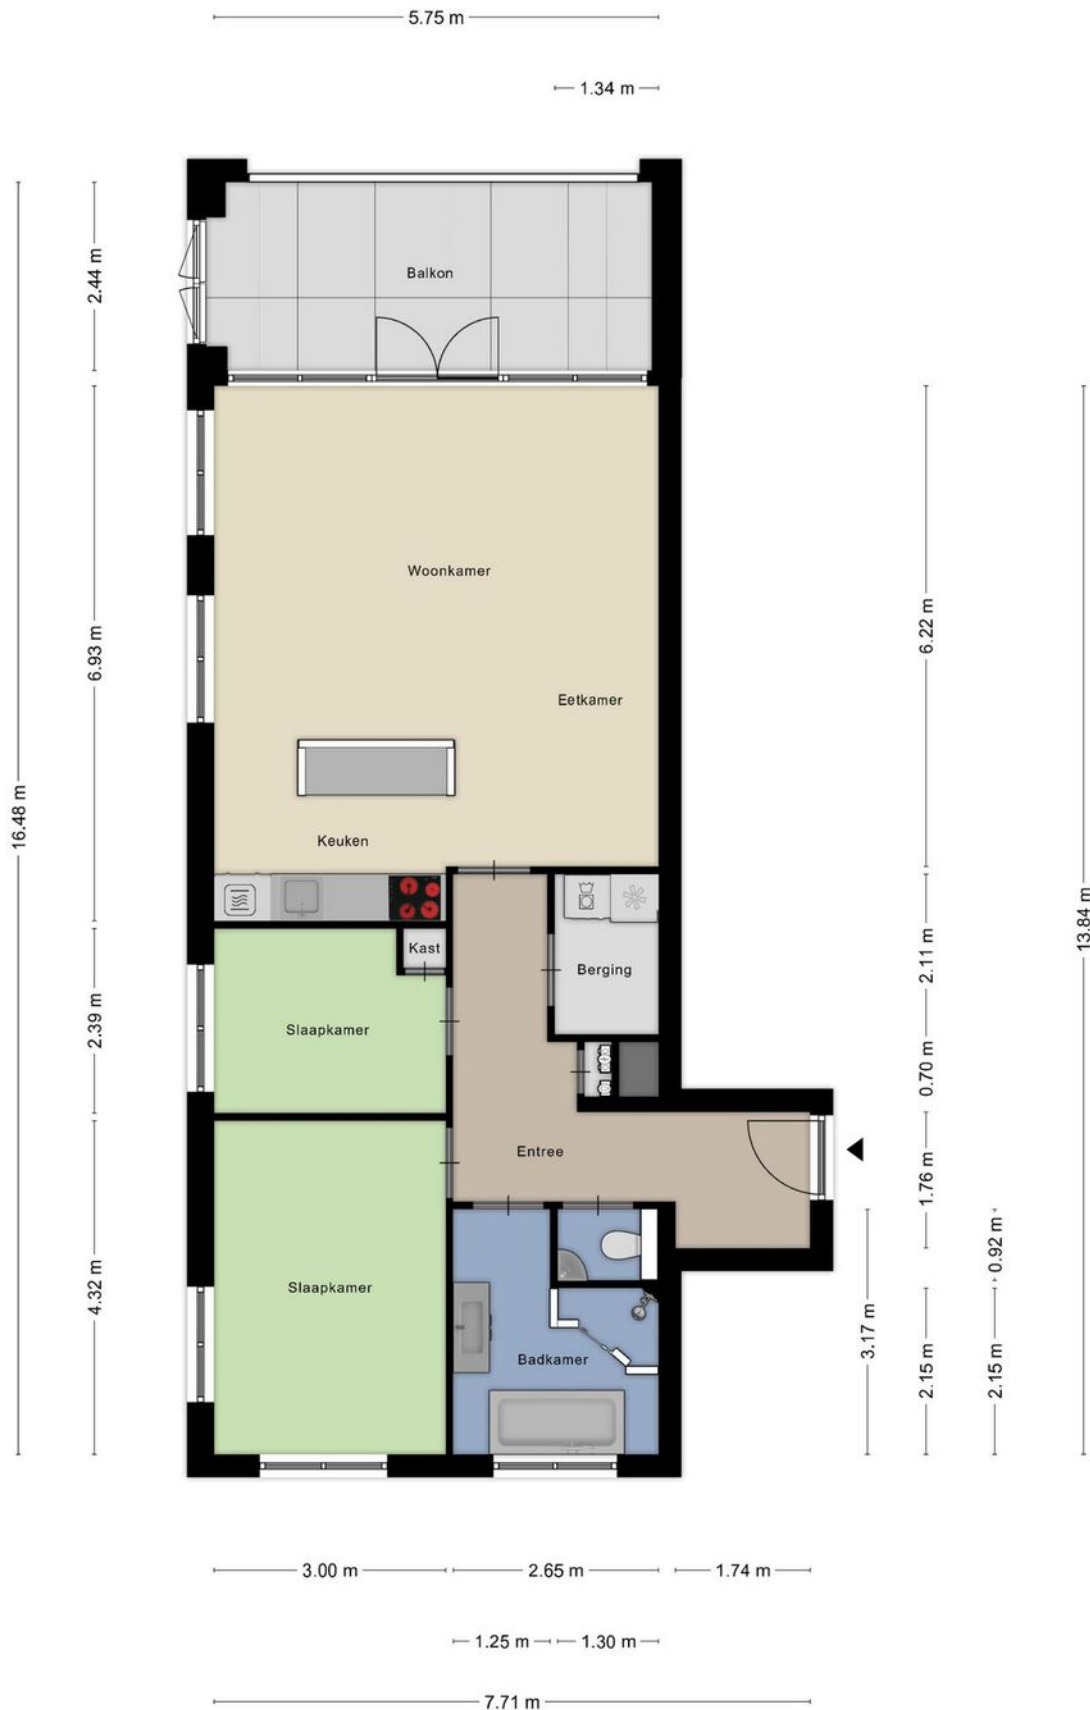 5.75 m
1.34 m
2.44 m
Balkon
Woonkamer
6.22 m
6.93 m
Eetkamer
16.48 m
Keuken
13.84 m
Kast
2.11 m
Berging
2.39 m
Slaapkamer
0.70 m
Entree
1.76 m
0.92 m
4.32 m
Slaapkamer
3.17 m
Badkamer
2.15 m
2.15 m
3.00 m
2.65 m
1.74 m
1.25 m
1.30 m
7.71 m